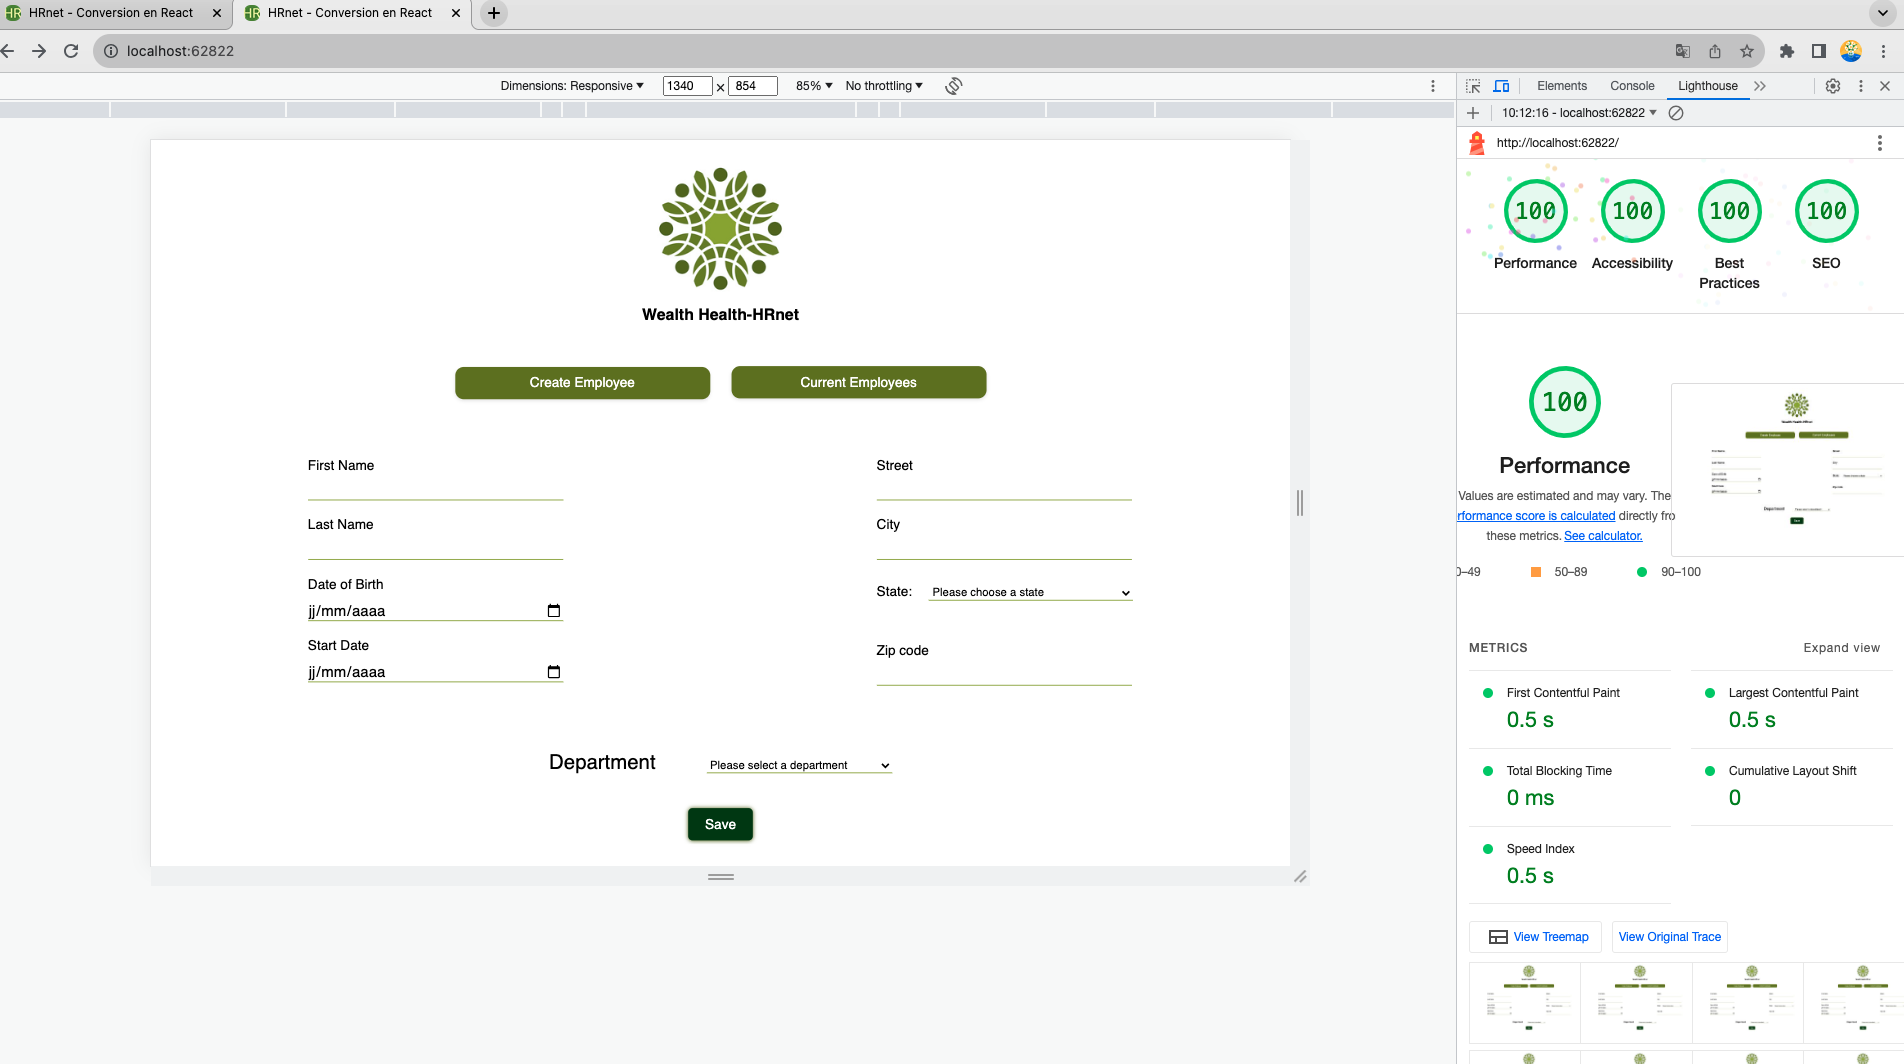 HRnet - Conversion en React
HRnet - Conversion en React
localhost:62822
Dimensions: Responsive 1340 x 854 85% No throttling
Elements Console Lighthouse
10:12:16 - localhost:62822
http://localhost:62822/
100 100 100 100
Performance Accessibility Best Practices SEO
Wealth Health-HRnet
Create Employee Current Employees
First Name
Street
Last Name
City
Date of Birth
jj/mm/aaaa
State: Please choose a state
Start Date
jj/mm/aaaa
Zip code
Department Please select a department
Save
100
Performance
Values are estimated and may vary. The
rformance score is calculated directly fro
these metrics. See calculator.
0–49 50–89 90–100
METRICS Expand view
First Contentful Paint
0.5 s
Largest Contentful Paint
0.5 s
Total Blocking Time
0 ms
Cumulative Layout Shift
0
Speed Index
0.5 s
View Treemap View Original Trace